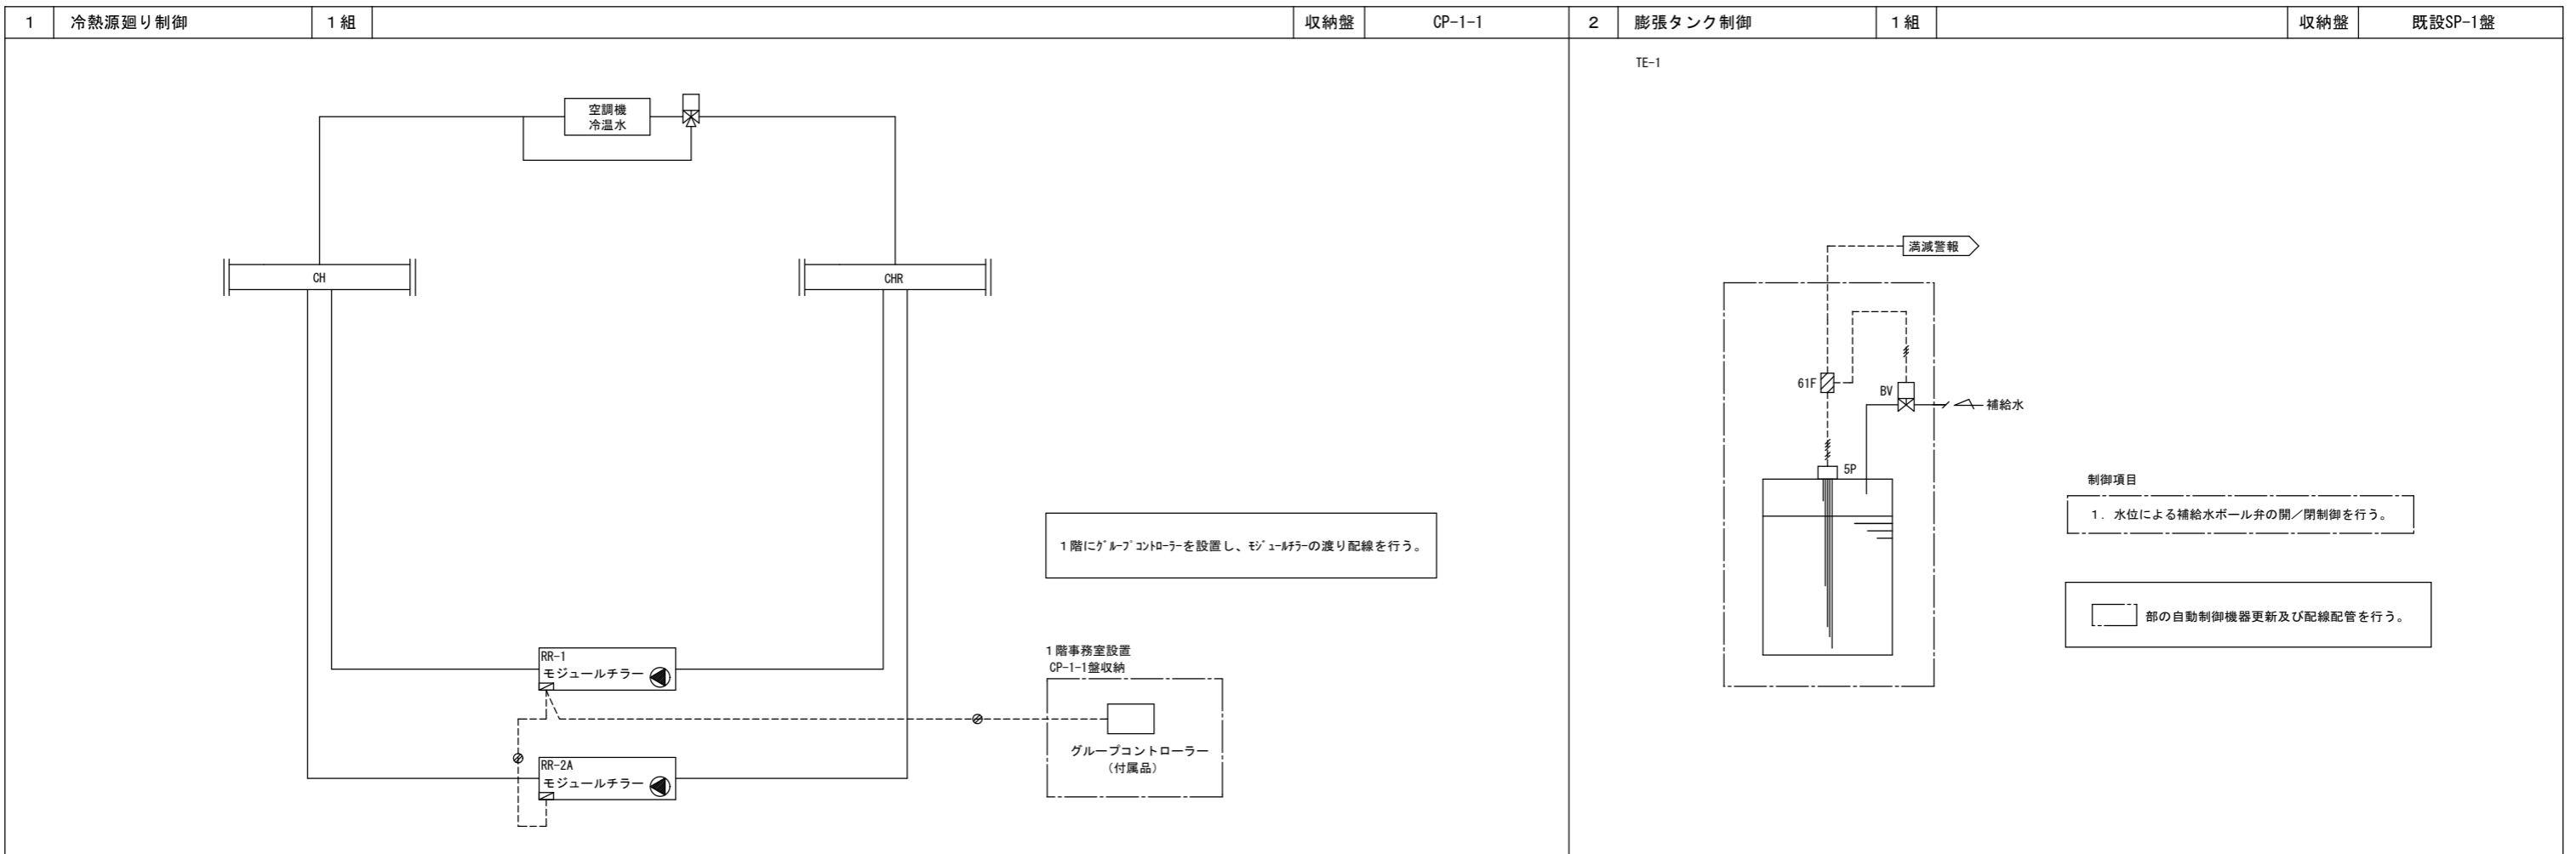 1 冷熱源廻り制御 1組 収納盤 CP-1-1
空調機
冷温水
CH
CHR
1階にｸﾞﾙｰﾌﾟｺﾝﾄﾛｰﾗｰを設置し、ﾓｼﾞｭｰﾙﾁﾗｰの渡り配線を行う。
RR-1
モジュールチラー
1階事務室設置
CP-1-1盤収納
グループコントローラー
(付属品)
RR-2A
モジュールチラー
2 膨張タンク制御 1組 収納盤 既設SP-1盤
TE-1
満減警報
61F
BV
補給水
5P
制御項目
1. 水位による補給水ボール弁の開／閉制御を行う。
部の自動制御機器更新及び配線配管を行う。